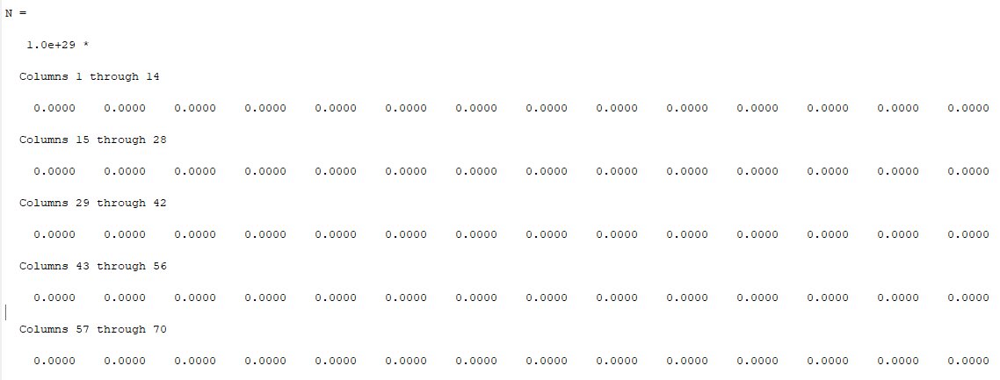 N =
1.0e+29 *
Columns 1 through 14
0.0000 0.0000 0.0000 0.0000 0.0000 0.0000 0.0000 0.0000 0.0000 0.0000 0.0000 0.0000 0.0000 0.0000
Columns 15 through 28
0.0000 0.0000 0.0000 0.0000 0.0000 0.0000 0.0000 0.0000 0.0000 0.0000 0.0000 0.0000 0.0000 0.0000
Columns 29 through 42
0.0000 0.0000 0.0000 0.0000 0.0000 0.0000 0.0000 0.0000 0.0000 0.0000 0.0000 0.0000 0.0000 0.0000
Columns 43 through 56
0.0000 0.0000 0.0000 0.0000 0.0000 0.0000 0.0000 0.0000 0.0000 0.0000 0.0000 0.0000 0.0000 0.0000
Columns 57 through 70
0.0000 0.0000 0.0000 0.0000 0.0000 0.0000 0.0000 0.0000 0.0000 0.0000 0.0000 0.0000 0.0000 0.0000